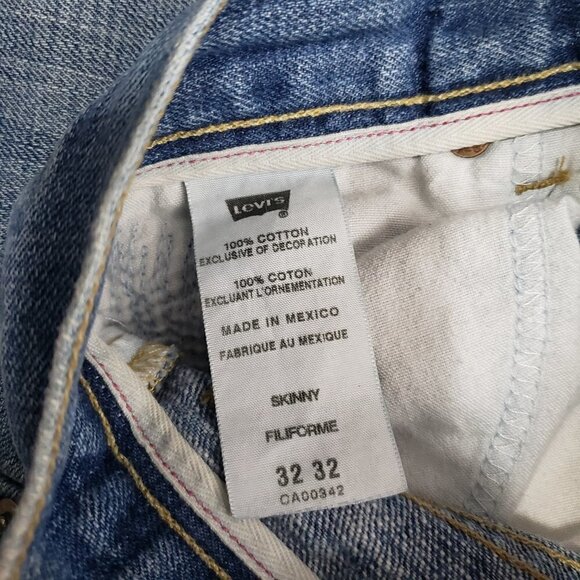 Levi's ®
100% COTTON
EXCLUSIVE OF DECORATION
100% COTON
EXCLUANT L'ORNEMENTATION
MADE IN MEXICO
FABRIQUE AU MEXIQUE
SKINNY
FILIFORME
32 32
CA00342